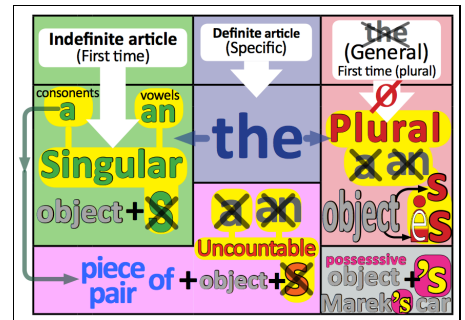 Indefinite article
(First time)
Definite article
(Specific)
the
(General)
First time (plural)
consonents
vowels
a
an
the
Ø
Plural
a an
Singular
object + s
a an
object s
es
Uncountable
piece
pair
of + object + s
possesssive
object + 's
Marek's car